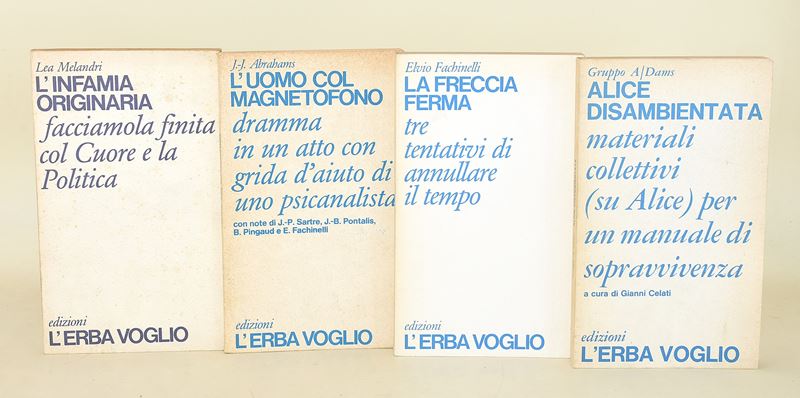 Lea Melandri
L'INFAMIA
ORIGINARIA
facciamola finita
col Cuore e la
Politica
edizioni
L'ERBA VOGLIO
J.-J. Abrahams
L'UOMO COL
MAGNETOFONO
dramma
in un atto con
grida d'aiuto di
uno psicanalista
con note di J.-P. Sartre, J.-B. Pontalis,
B. Pingaud e E. Fachinelli
edizioni
L'ERBA VOGLIO
Elvio Fachinelli
LA FRECCIA
FERMA
tre
tentativi di
annullare
il tempo
edizioni
L'ERBA VOGLIO
Gruppo A/Dams
ALICE
DISAMBIENTATA
materiali
collettivi
(su Alice) per
un manuale di
sopravvivenza
a cura di Gianni Celati
edizioni
L'ERBA VOGLIO